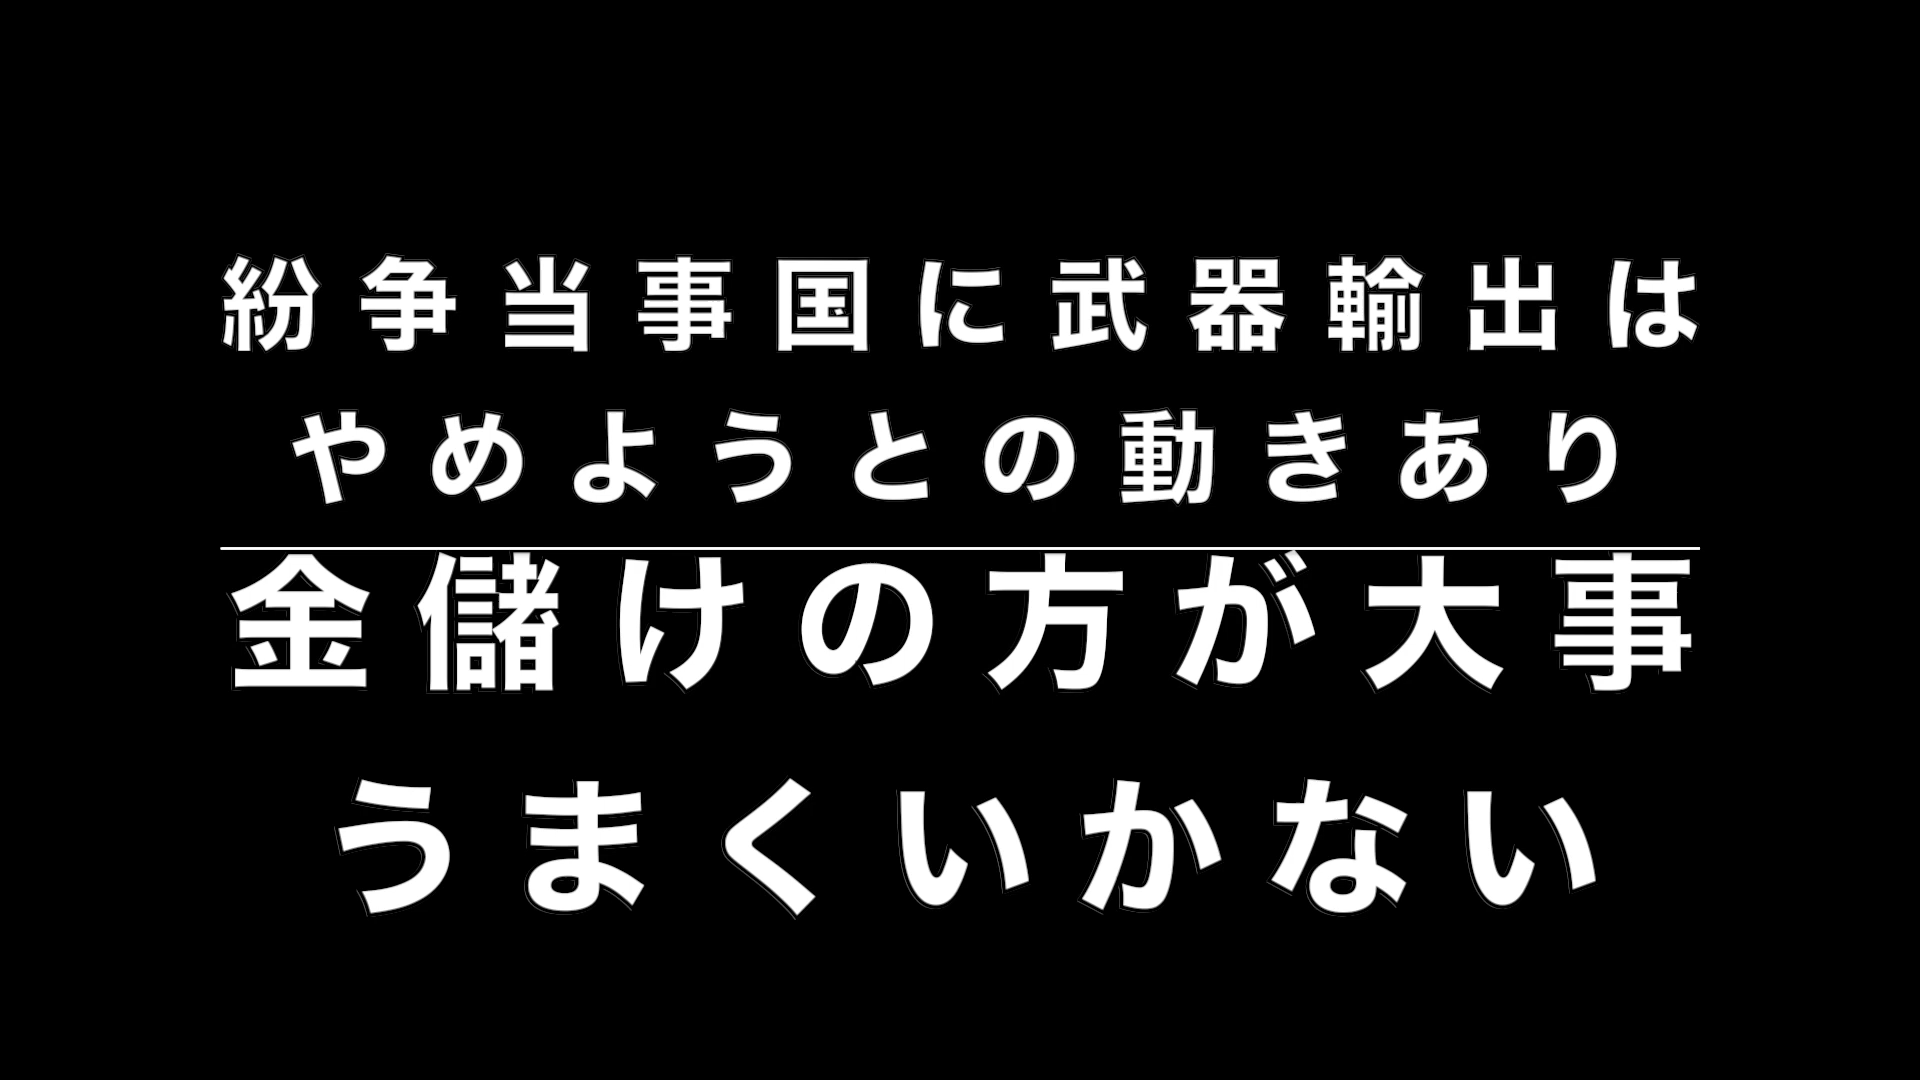 紛争当事国に武器輸出は
やめようとの動きあり
金儲けの方が大事
うまくいかない